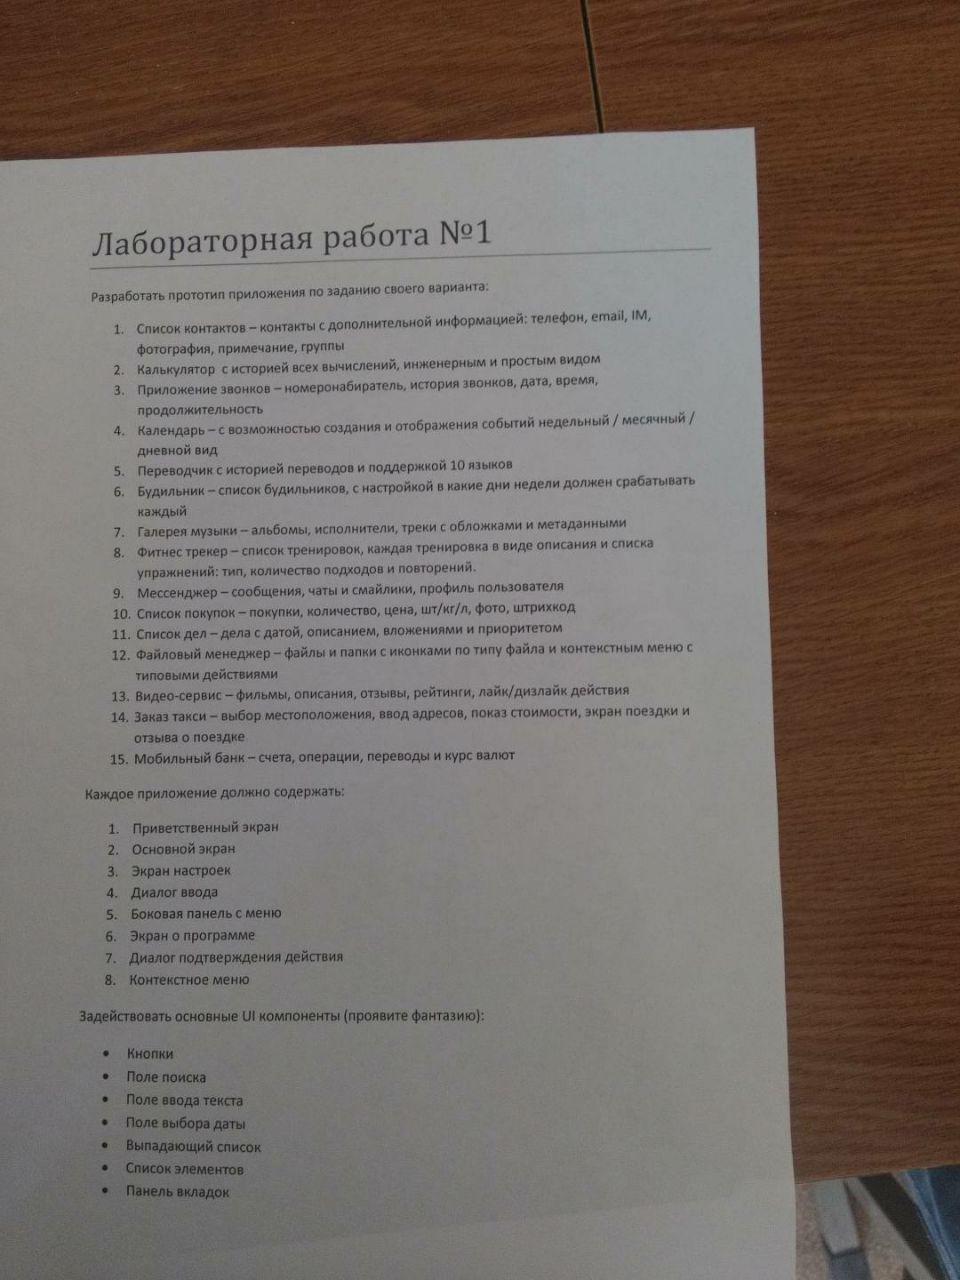 Лабораторная работа №1
Разработать прототип приложения по заданию своего варианта:
1. Список контактов – контакты с дополнительной информацией: телефон, email, IM,
фотография, примечание, группы
2. Калькулятор с историей всех вычислений, инженерным и простым видом
3. Приложение звонков – номеронабиратель, история звонков, дата, время,
продолжительность
4. Календарь – с возможностью создания и отображения событий недельный / месячный /
дневной вид
5. Переводчик с историей переводов и поддержкой 10 языков
6. Будильник – список будильников, с настройкой в какие дни недели должен срабатывать
каждый
7. Галерея музыки – альбомы, исполнители, треки с обложками и метаданными
8. Фитнес трекер – список тренировок, каждая тренировка в виде описания и списка
упражнений: тип, количество подходов и повторений.
9. Мессенджер – сообщения, чаты и смайлики, профиль пользователя
10. Список покупок – покупки, количество, цена, шт/кг/л, фото, штрихкод
11. Список дел – дела с датой, описанием, вложениями и приоритетом
12. Файловый менеджер – файлы и папки с иконками по типу файла и контекстным меню с
типовыми действиями
13. Видео-сервис – фильмы, описания, отзывы, рейтинги, лайк/дизлайк действия
14. Заказ такси – выбор местоположения, ввод адресов, показ стоимости, экран поездки и
отзыва о поездке
15. Мобильный банк – счета, операции, переводы и курс валют
Каждое приложение должно содержать:
1. Приветственный экран
2. Основной экран
3. Экран настроек
4. Диалог ввода
5. Боковая панель с меню
6. Экран о программе
7. Диалог подтверждения действия
8. Контекстное меню
Задействовать основные UI компоненты (проявите фантазию):
• Кнопки
• Поле поиска
• Поле ввода текста
• Поле выбора даты
• Выпадающий список
• Список элементов
• Панель вкладок